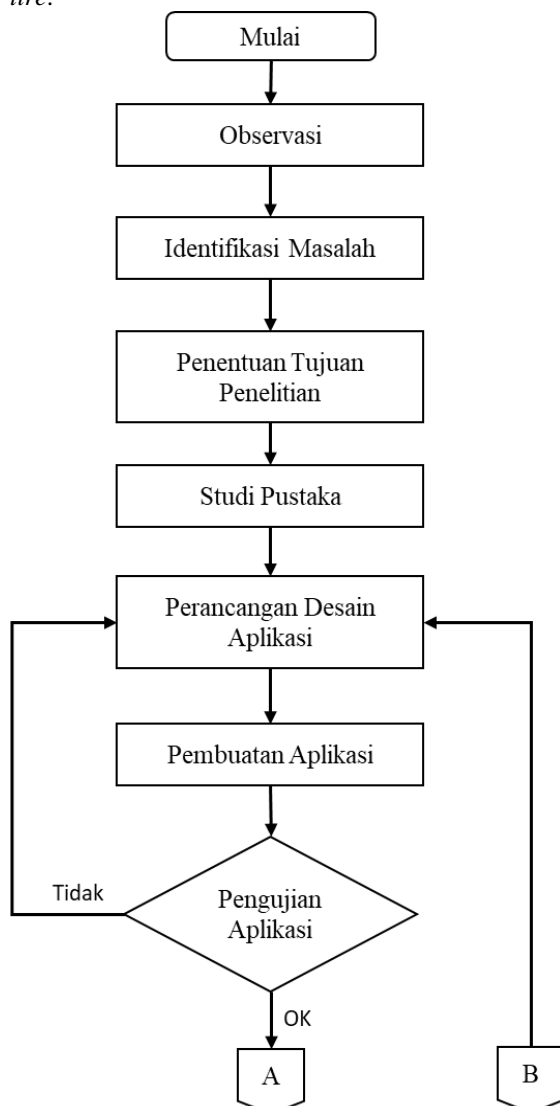 Mulai
Observasi
Identifikasi Masalah
Penentuan Tujuan
Penelitian
Studi Pustaka
Perancangan Desain
Aplikasi
Pembuatan Aplikasi
Tidak
Pengujian
Aplikasi
OK
A
B